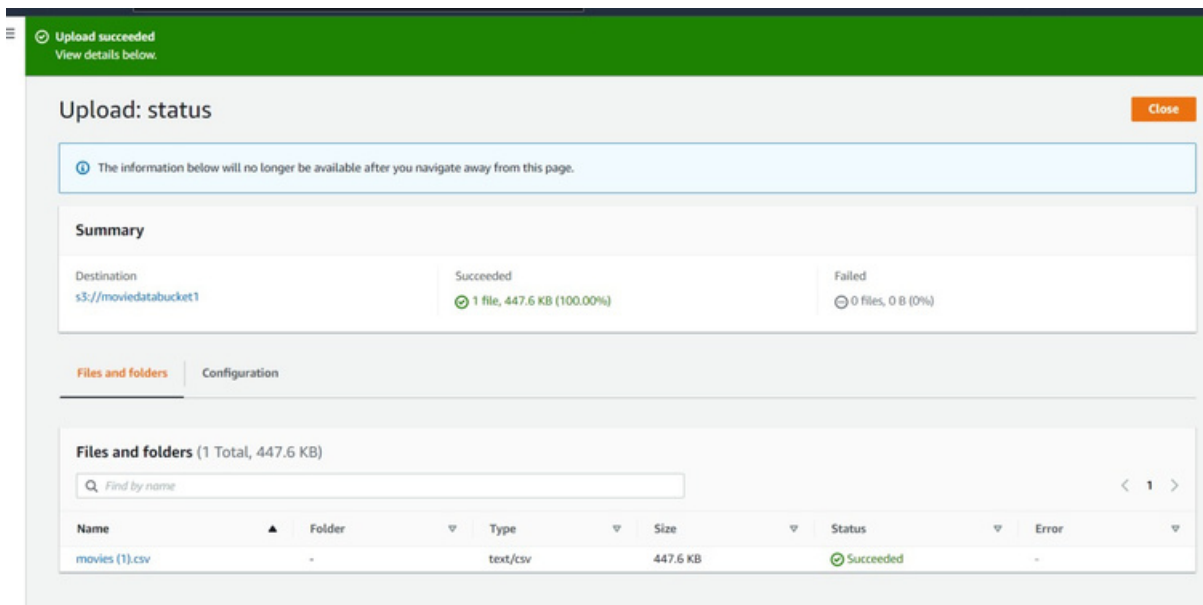 Upload succeeded
View details below.
Upload: status
Close
The information below will no longer be available after you navigate away from this page.
Summary
Destination
Succeeded
Failed
s3://moviedatabucket1
1 file, 447.6 KB (100.00%)
0 files, 0 B (0%)
Files and folders
Configuration
Files and folders (1 Total, 447.6 KB)
Find by name
1
Name Folder Type Size Status Error
movies (1).csv - text/csv 447.6 KB Succeeded -